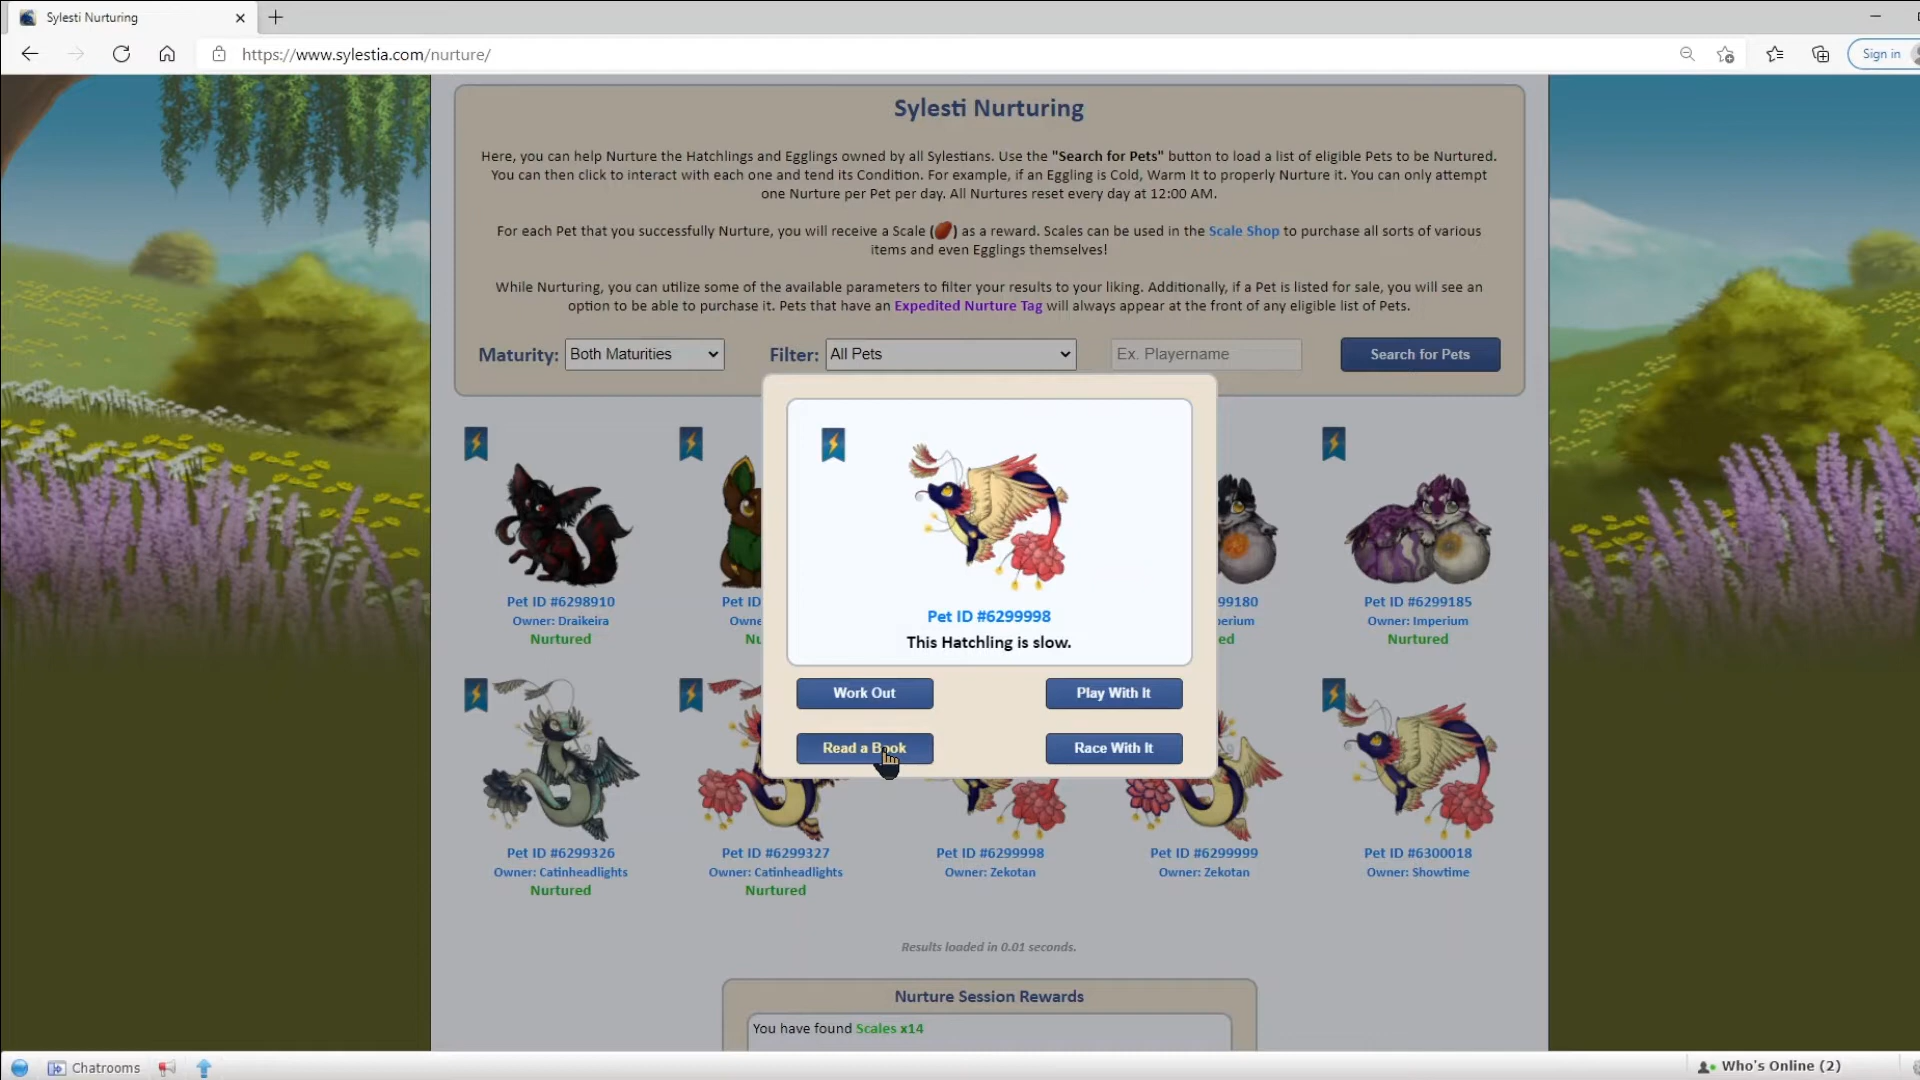 Sylesti Nurturing
https://www.sylestia.com/nurture/
Sign in
Sylesti Nurturing
Here, you can help Nurture the Hatchlings and Egglings owned by all Sylestians. Use the "Search for Pets" button to load a list of eligible Pets to be Nurtured.
You can then click to interact with each one and tend its Condition. For example, if an Eggling is Cold, Warm It to properly Nurture it. You can only attempt
one Nurture per Pet per day. All Nurtures reset every day at 12:00 AM.
For each Pet that you successfully Nurture, you will receive a Scale ( ) as a reward. Scales can be used in the Scale Shop to purchase all sorts of various
items and even Egglings themselves!
While Nurturing, you can utilize some of the available parameters to filter your results to your liking. Additionally, if a Pet is listed for sale, you will see an
option to be able to purchase it. Pets that have an Expedited Nurture Tag will always appear at the front of any eligible list of Pets.
Maturity: Both Maturities Filter: All Pets Ex. Playername Search for Pets
Pet ID #6298910
Owner: Draikeira
Nurtured
Pet ID
Owne
Nu
99180
perium
ed
Pet ID #6299185
Owner: Imperium
Nurtured
Pet ID #6299998
This Hatchling is slow.
Work Out
Play With It
Read a Book
Race With It
Pet ID #6299326
Owner: Catinheadlights
Nurtured
Pet ID #6299327
Owner: Catinheadlights
Nurtured
Pet ID #6299998
Owner: Zekotan
Pet ID #6299999
Owner: Zekotan
Pet ID #6300018
Owner: Showtime
Results loaded in 0.01 seconds.
Nurture Session Rewards
You have found Scales x14
Chatrooms
Who's Online (2)